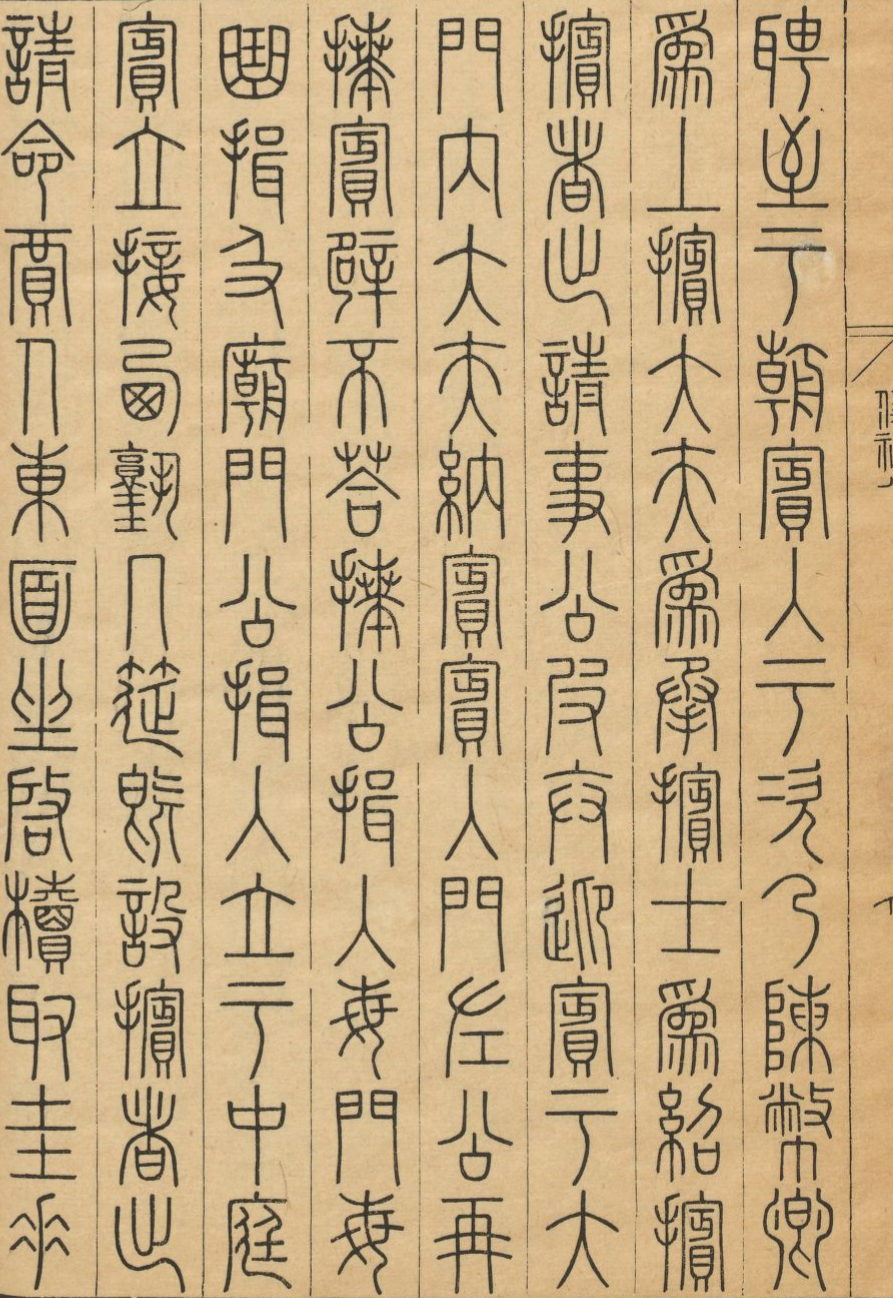 聘至于朝賓入于次乃陳幣卿
爲上擯大夫爲承擯士爲紹擯
擯者出請事公皮弁迎賓于大
門內大夫納賓賓入門左公再
拜賓辟不荅拜公揖入每門每
曲揖及廟門公揖入立于中庭
賓立接西塾几筵既設擯者出
請命賈人東面坐啓櫝取圭垂